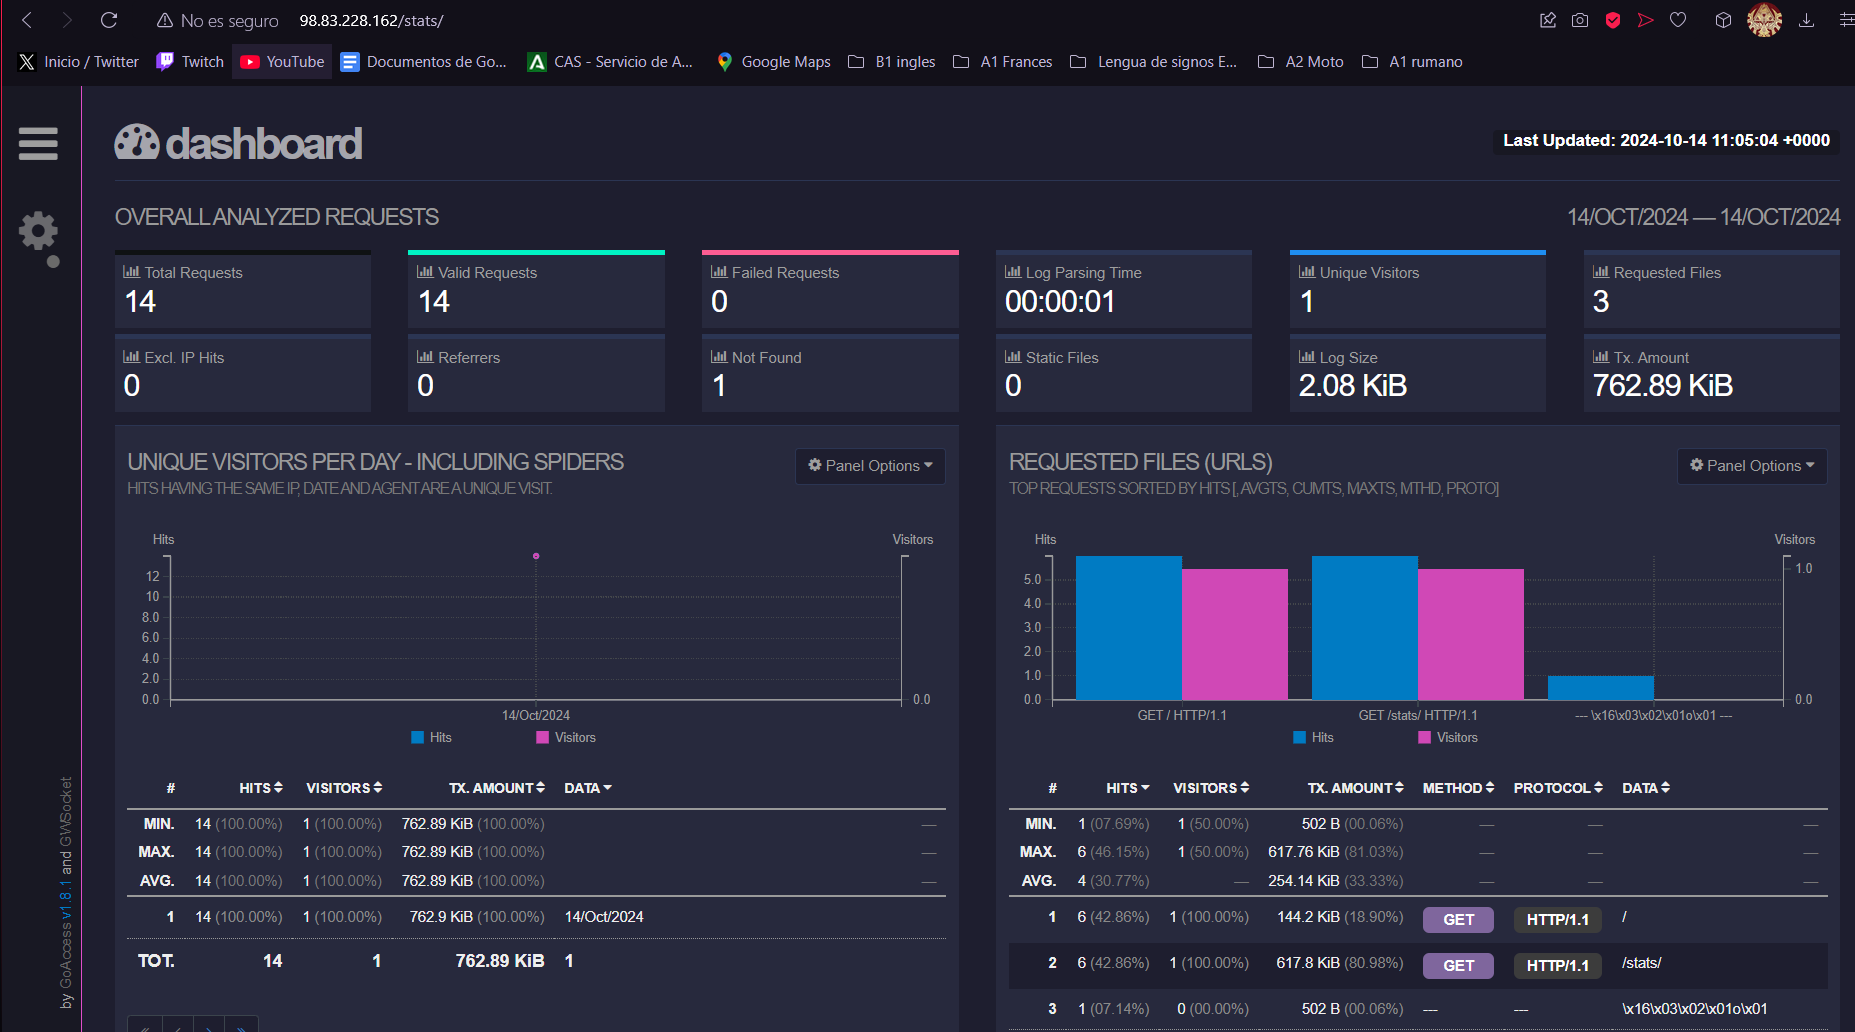 No es seguro 98.83.228.162/stats/
Inicio / Twitter Twitch YouTube Documentos de Go... CAS - Servicio de A... Google Maps B1 ingles A1 Frances Lengua de signos E... A2 Moto A1 rumano
dashboard
Last Updated: 2024-10-14 11:05:04 +0000
OVERALL ANALYZED REQUESTS
14/OCT/2024 — 14/OCT/2024
Total Requests
14
Valid Requests
14
Failed Requests
0
Log Parsing Time
00:00:01
Unique Visitors
1
Requested Files
3
Excl. IP Hits
0
Referrers
0
Not Found
1
Static Files
0
Log Size
2.08 KiB
Tx. Amount
762.89 KiB
UNIQUE VISITORS PER DAY - INCLUDING SPIDERS
Panel Options
HITS HAVING THE SAME IP, DATE AND AGENT ARE A UNIQUE VISIT.
Hits
Visitors
12
10
8.0
6.0
4.0
2.0
0.0
0.0
14/Oct/2024
Hits Visitors
# HITS VISITORS TX. AMOUNT DATA
MIN. 14 (100.00%) 1 (100.00%) 762.89 KiB (100.00%) —
MAX. 14 (100.00%) 1 (100.00%) 762.89 KiB (100.00%) —
AVG. 14 (100.00%) 1 (100.00%) 762.89 KiB (100.00%) —
1 14 (100.00%) 1 (100.00%) 762.9 KiB (100.00%) 14/Oct/2024
TOT. 14 1 762.89 KiB 1
REQUESTED FILES (URLS)
Panel Options
TOP REQUESTS SORTED BY HITS [, AVGTS, CUMTS, MAXTS, MTHD, PROTO]
Hits
Visitors
5.0
4.0
3.0
2.0
1.0
0.0
1.0
0.0
GET / HTTP/1.1
GET /stats/ HTTP/1.1
--- \x16\x03\x02\x01o\x01 ---
Hits Visitors
# HITS VISITORS TX. AMOUNT METHOD PROTOCOL DATA
MIN. 1 (07.69%) 1 (50.00%) 502 B (00.06%) — — —
MAX. 6 (46.15%) 1 (50.00%) 617.76 KiB (81.03%) — — —
AVG. 4 (30.77%) — 254.14 KiB (33.33%) — — —
1 6 (42.86%) 1 (100.00%) 144.2 KiB (18.90%) GET HTTP/1.1 /
2 6 (42.86%) 1 (100.00%) 617.8 KiB (80.98%) GET HTTP/1.1 /stats/
3 1 (07.14%) 0 (00.00%) 502 B (00.06%) --- --- \x16\x03\x02\x01o\x01
by GoAccess v1.8.1 and GWSocket